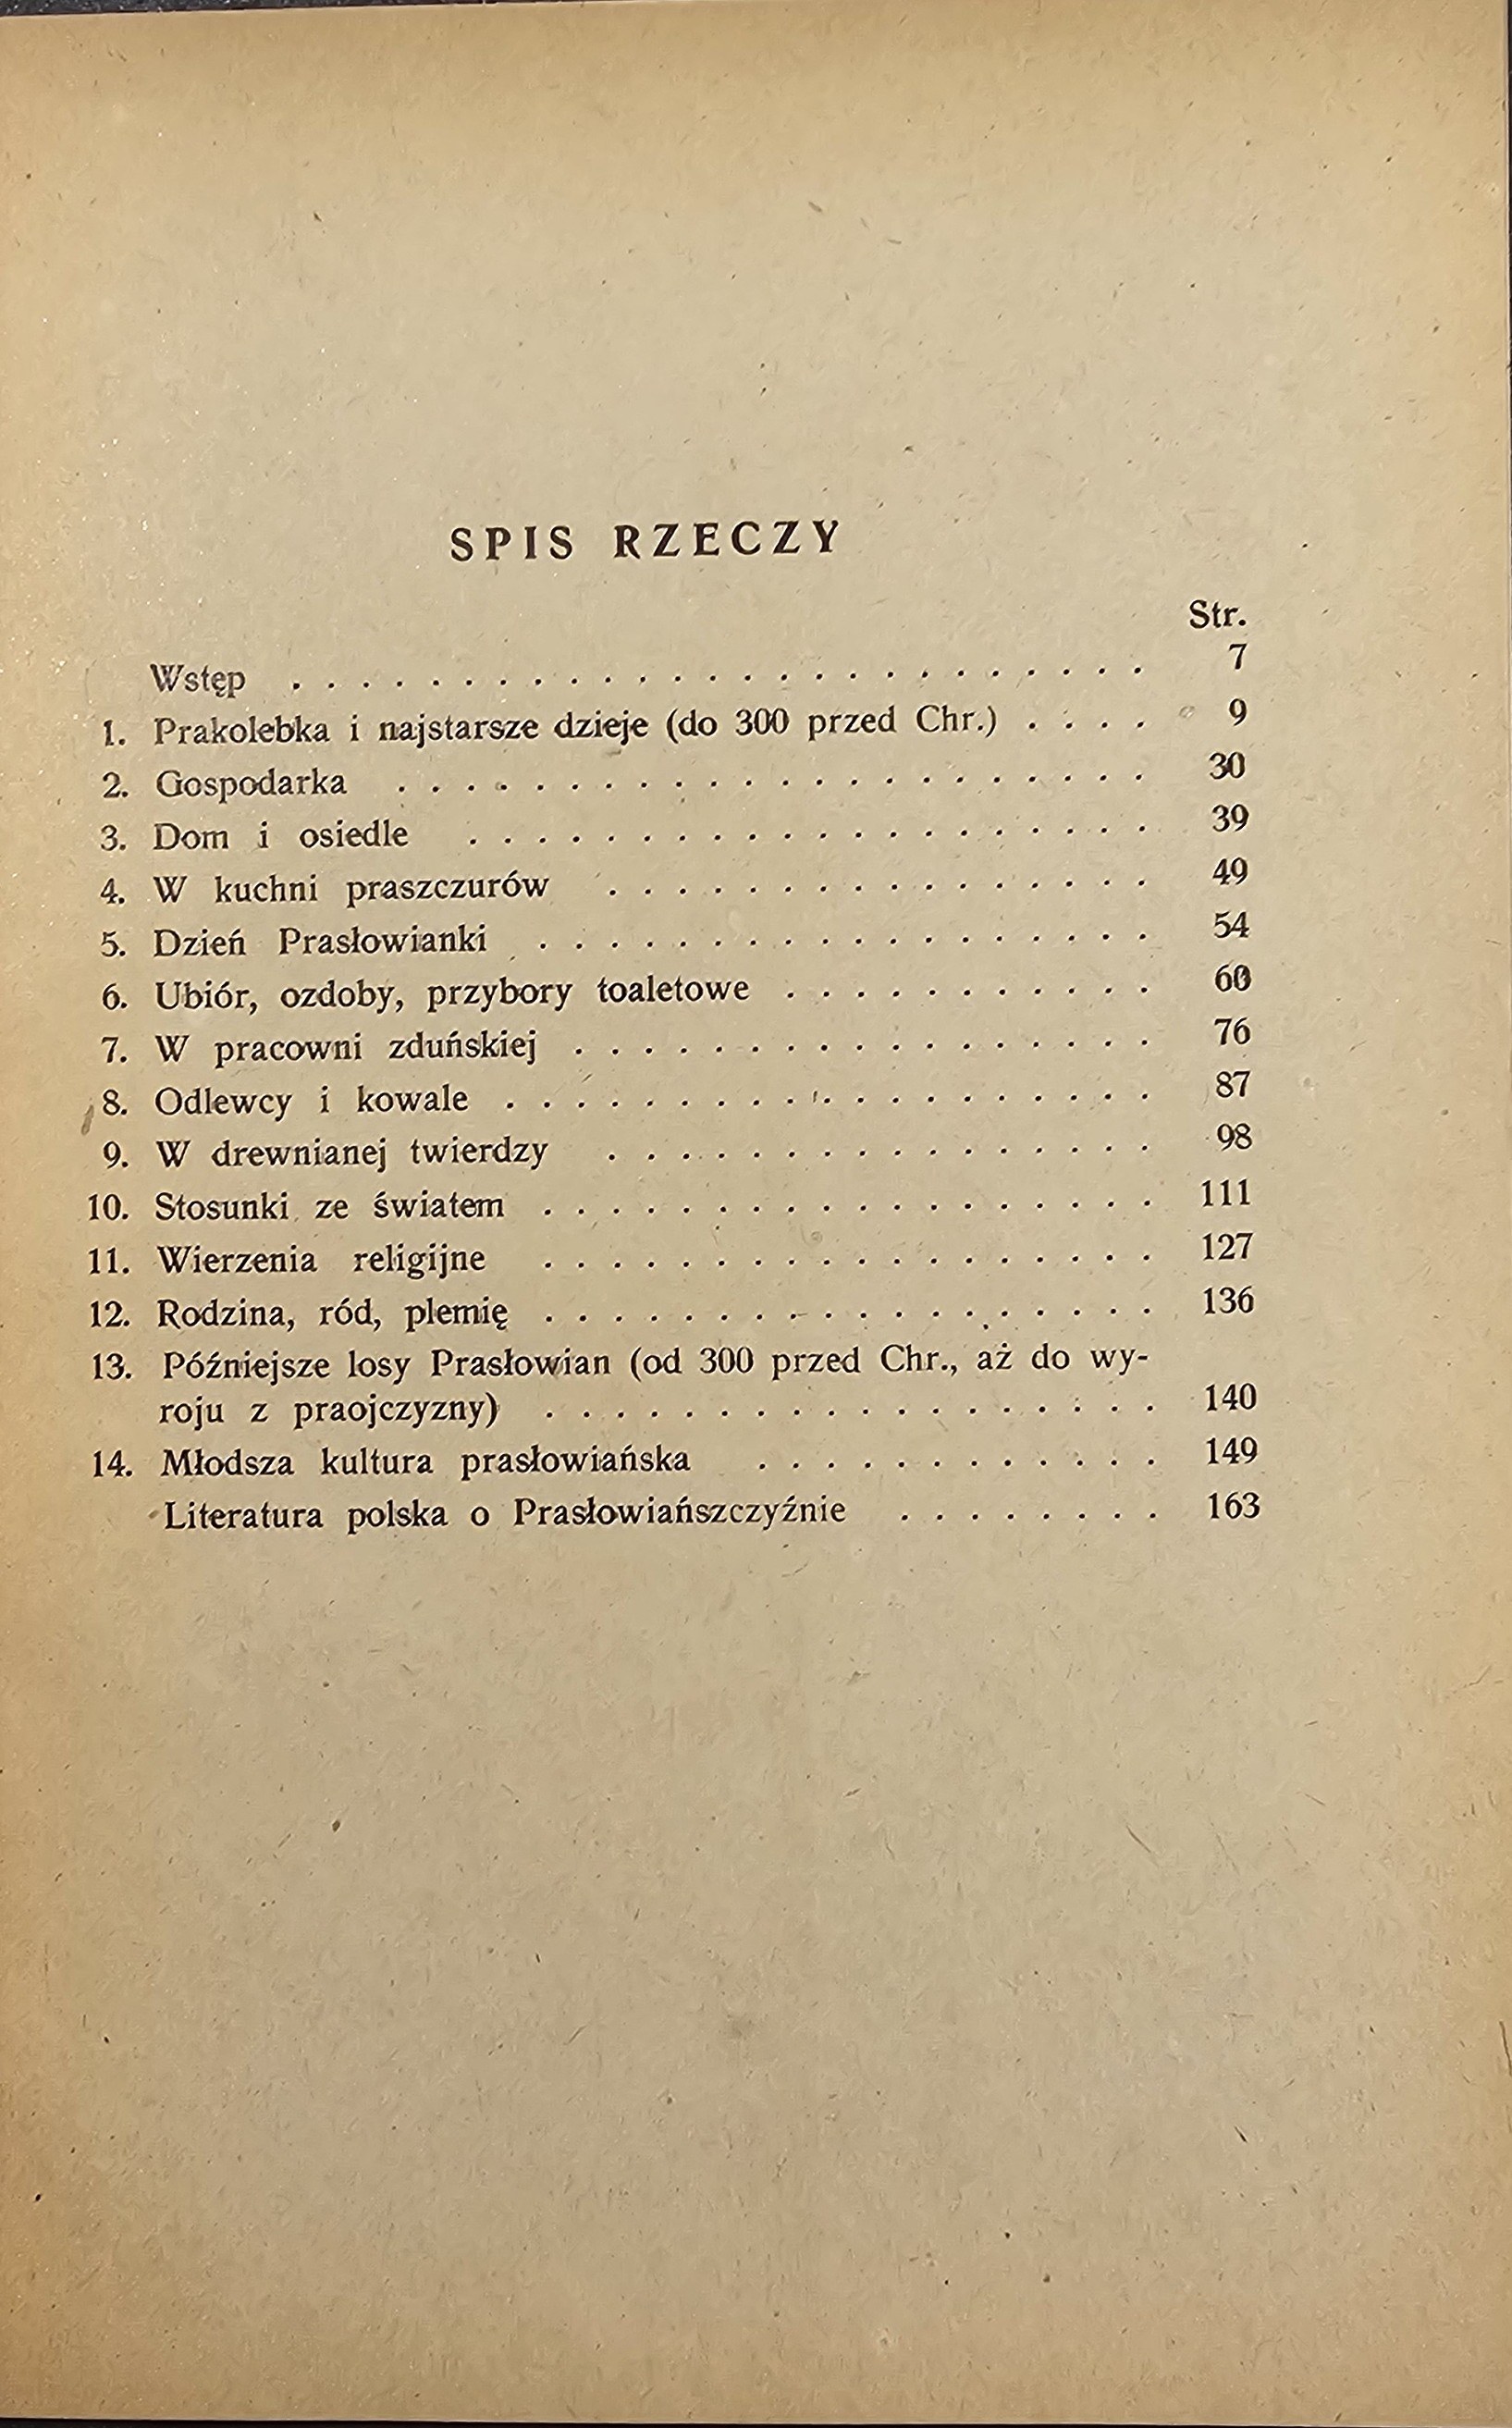 SPIS RZECZY
Str.
Wstęp . . . . . . . . . . . . . . . . . . . . . . . . . 7
1. Prakolebka i najstarsze dzieje (do 300 przed Chr.) . . . . 9
2. Gospodarka . . . . . . . . . . . . . . . . . . . . . . 30
3. Dom i osiedle . . . . . . . . . . . . . . . . . . . . 39
4. W kuchni praszczurów . . . . . . . . . . . . . . . . 49
5. Dzień Prasłowianki . . . . . . . . . . . . . . . . . . 54
6. Ubiór, ozdoby, przybory toaletowe . . . . . . . . . . . 60
7. W pracowni zduńskiej . . . . . . . . . . . . . . . . . 76
8. Odlewcy i kowale . . . . . . . . . . . . . . . . . . . 87
9. W drewnianej twierdzy . . . . . . . . . . . . . . . . 98
10. Stosunki ze światem . . . . . . . . . . . . . . . . . . 111
11. Wierzenia religijne . . . . . . . . . . . . . . . . . . 127
12. Rodzina, ród, plemię . . . . . . . . . . . . . . . . . . 136
13. Późniejsze losy Prasłowian (od 300 przed Chr., aż do wy-
roju z praojczyzny) . . . . . . . . . . . . . . . . . . 140
14. Młodsza kultura prasłowiańska . . . . . . . . . . . . 149
Literatura polska o Prasłowiańszczyźnie . . . . . . . . 163